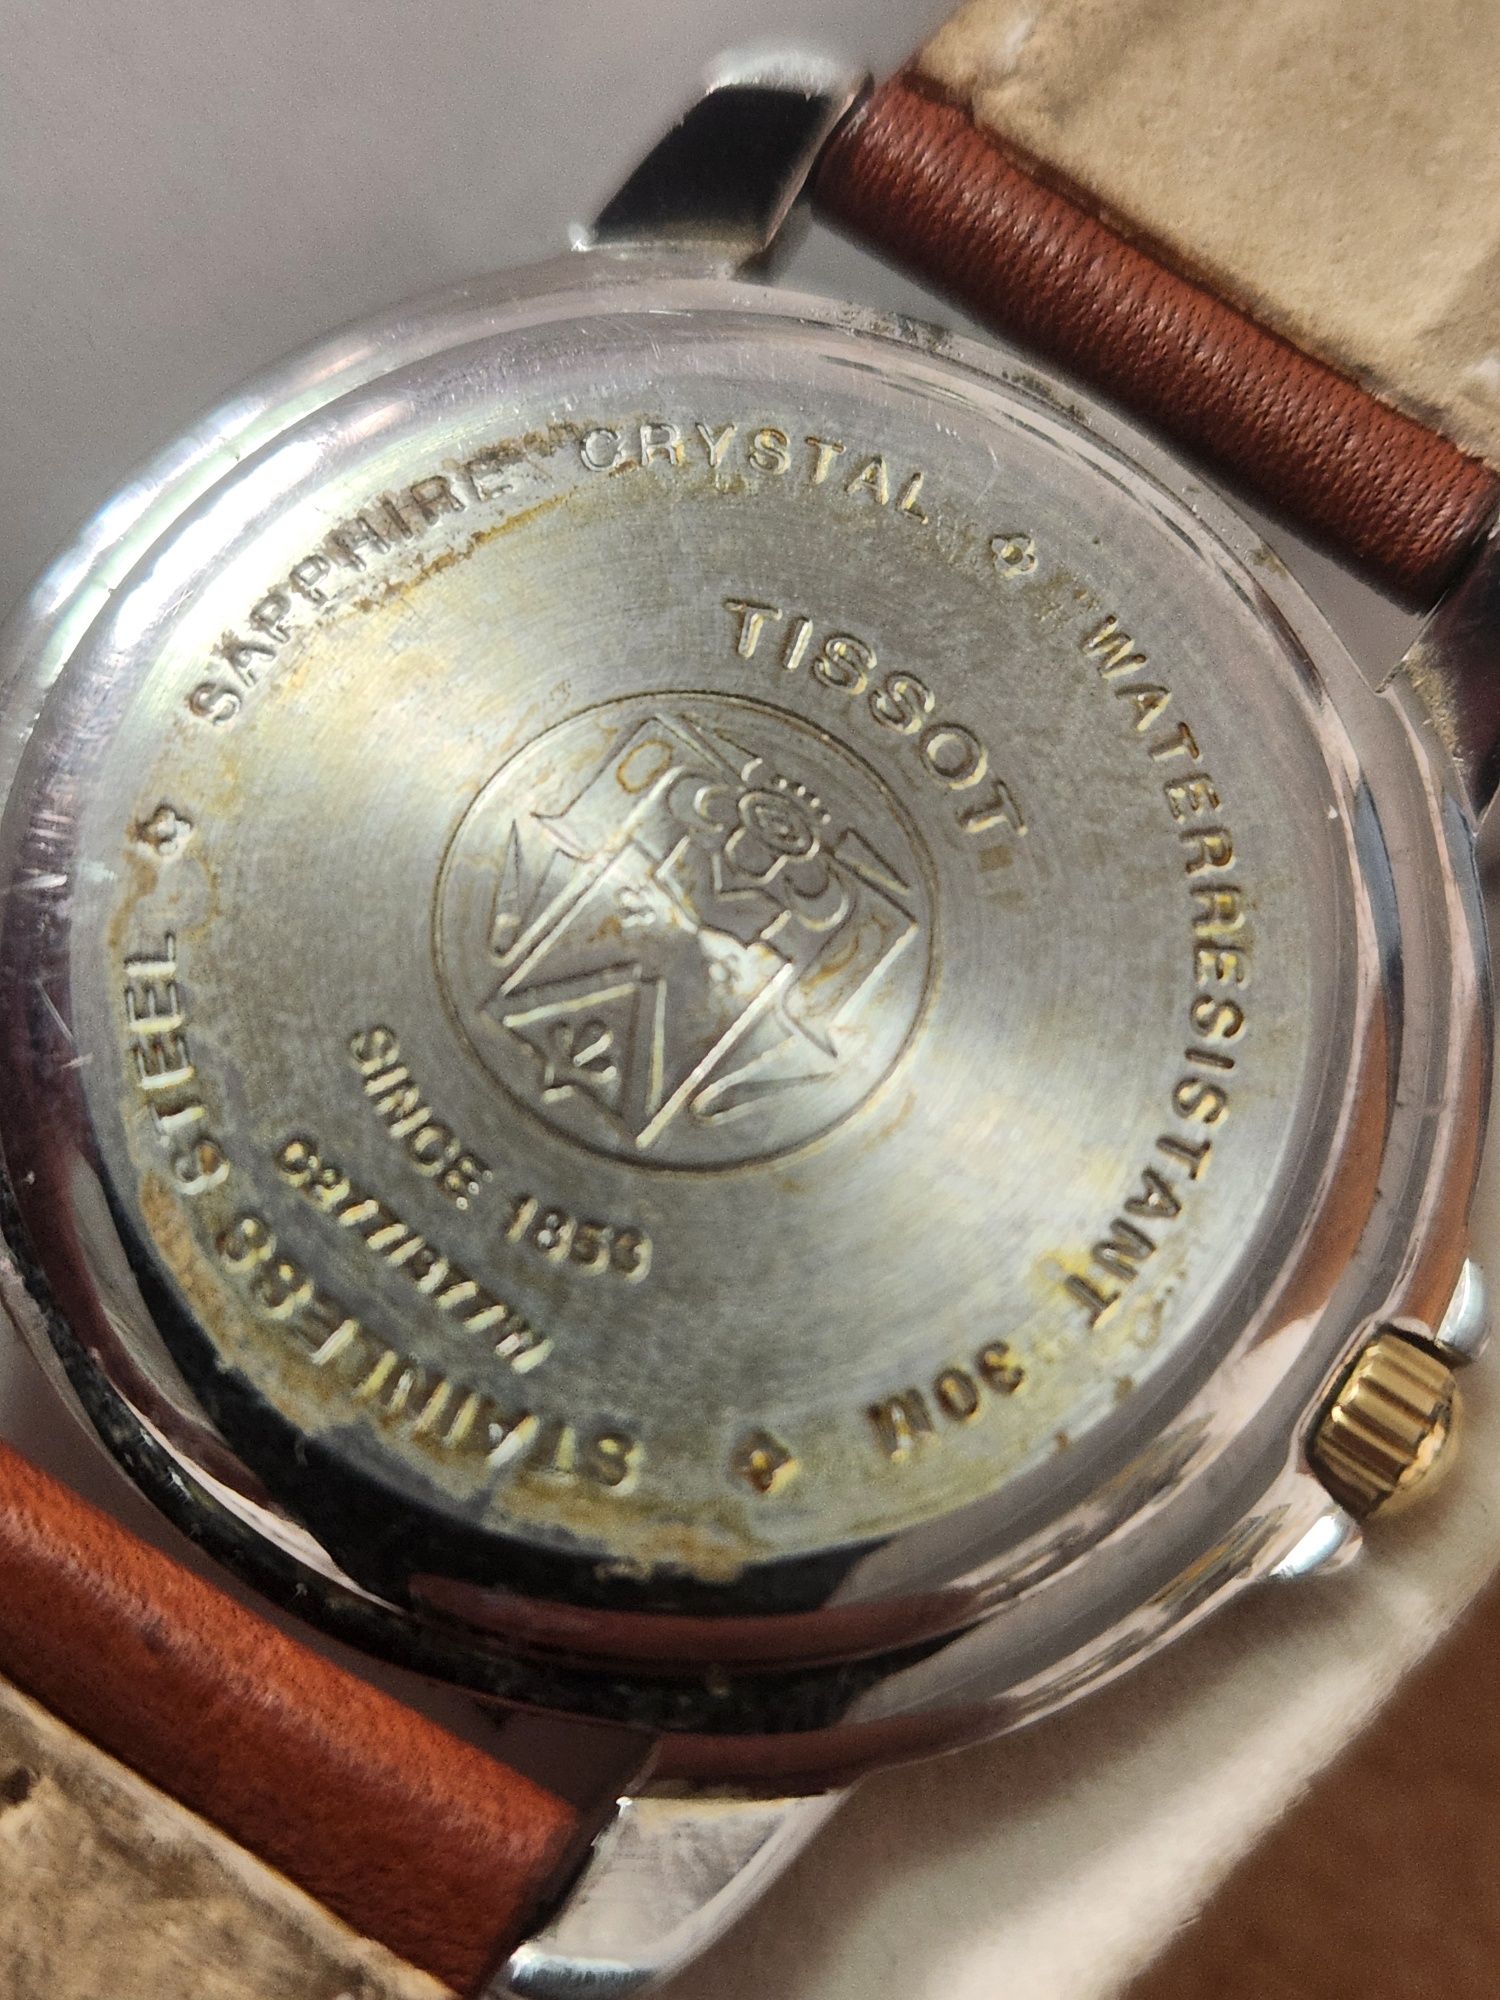 SAPPHIRE CRYSTAL
WATERRESISTANT
30M
STAINLESS STEEL
TISSOT
SINCE 1853